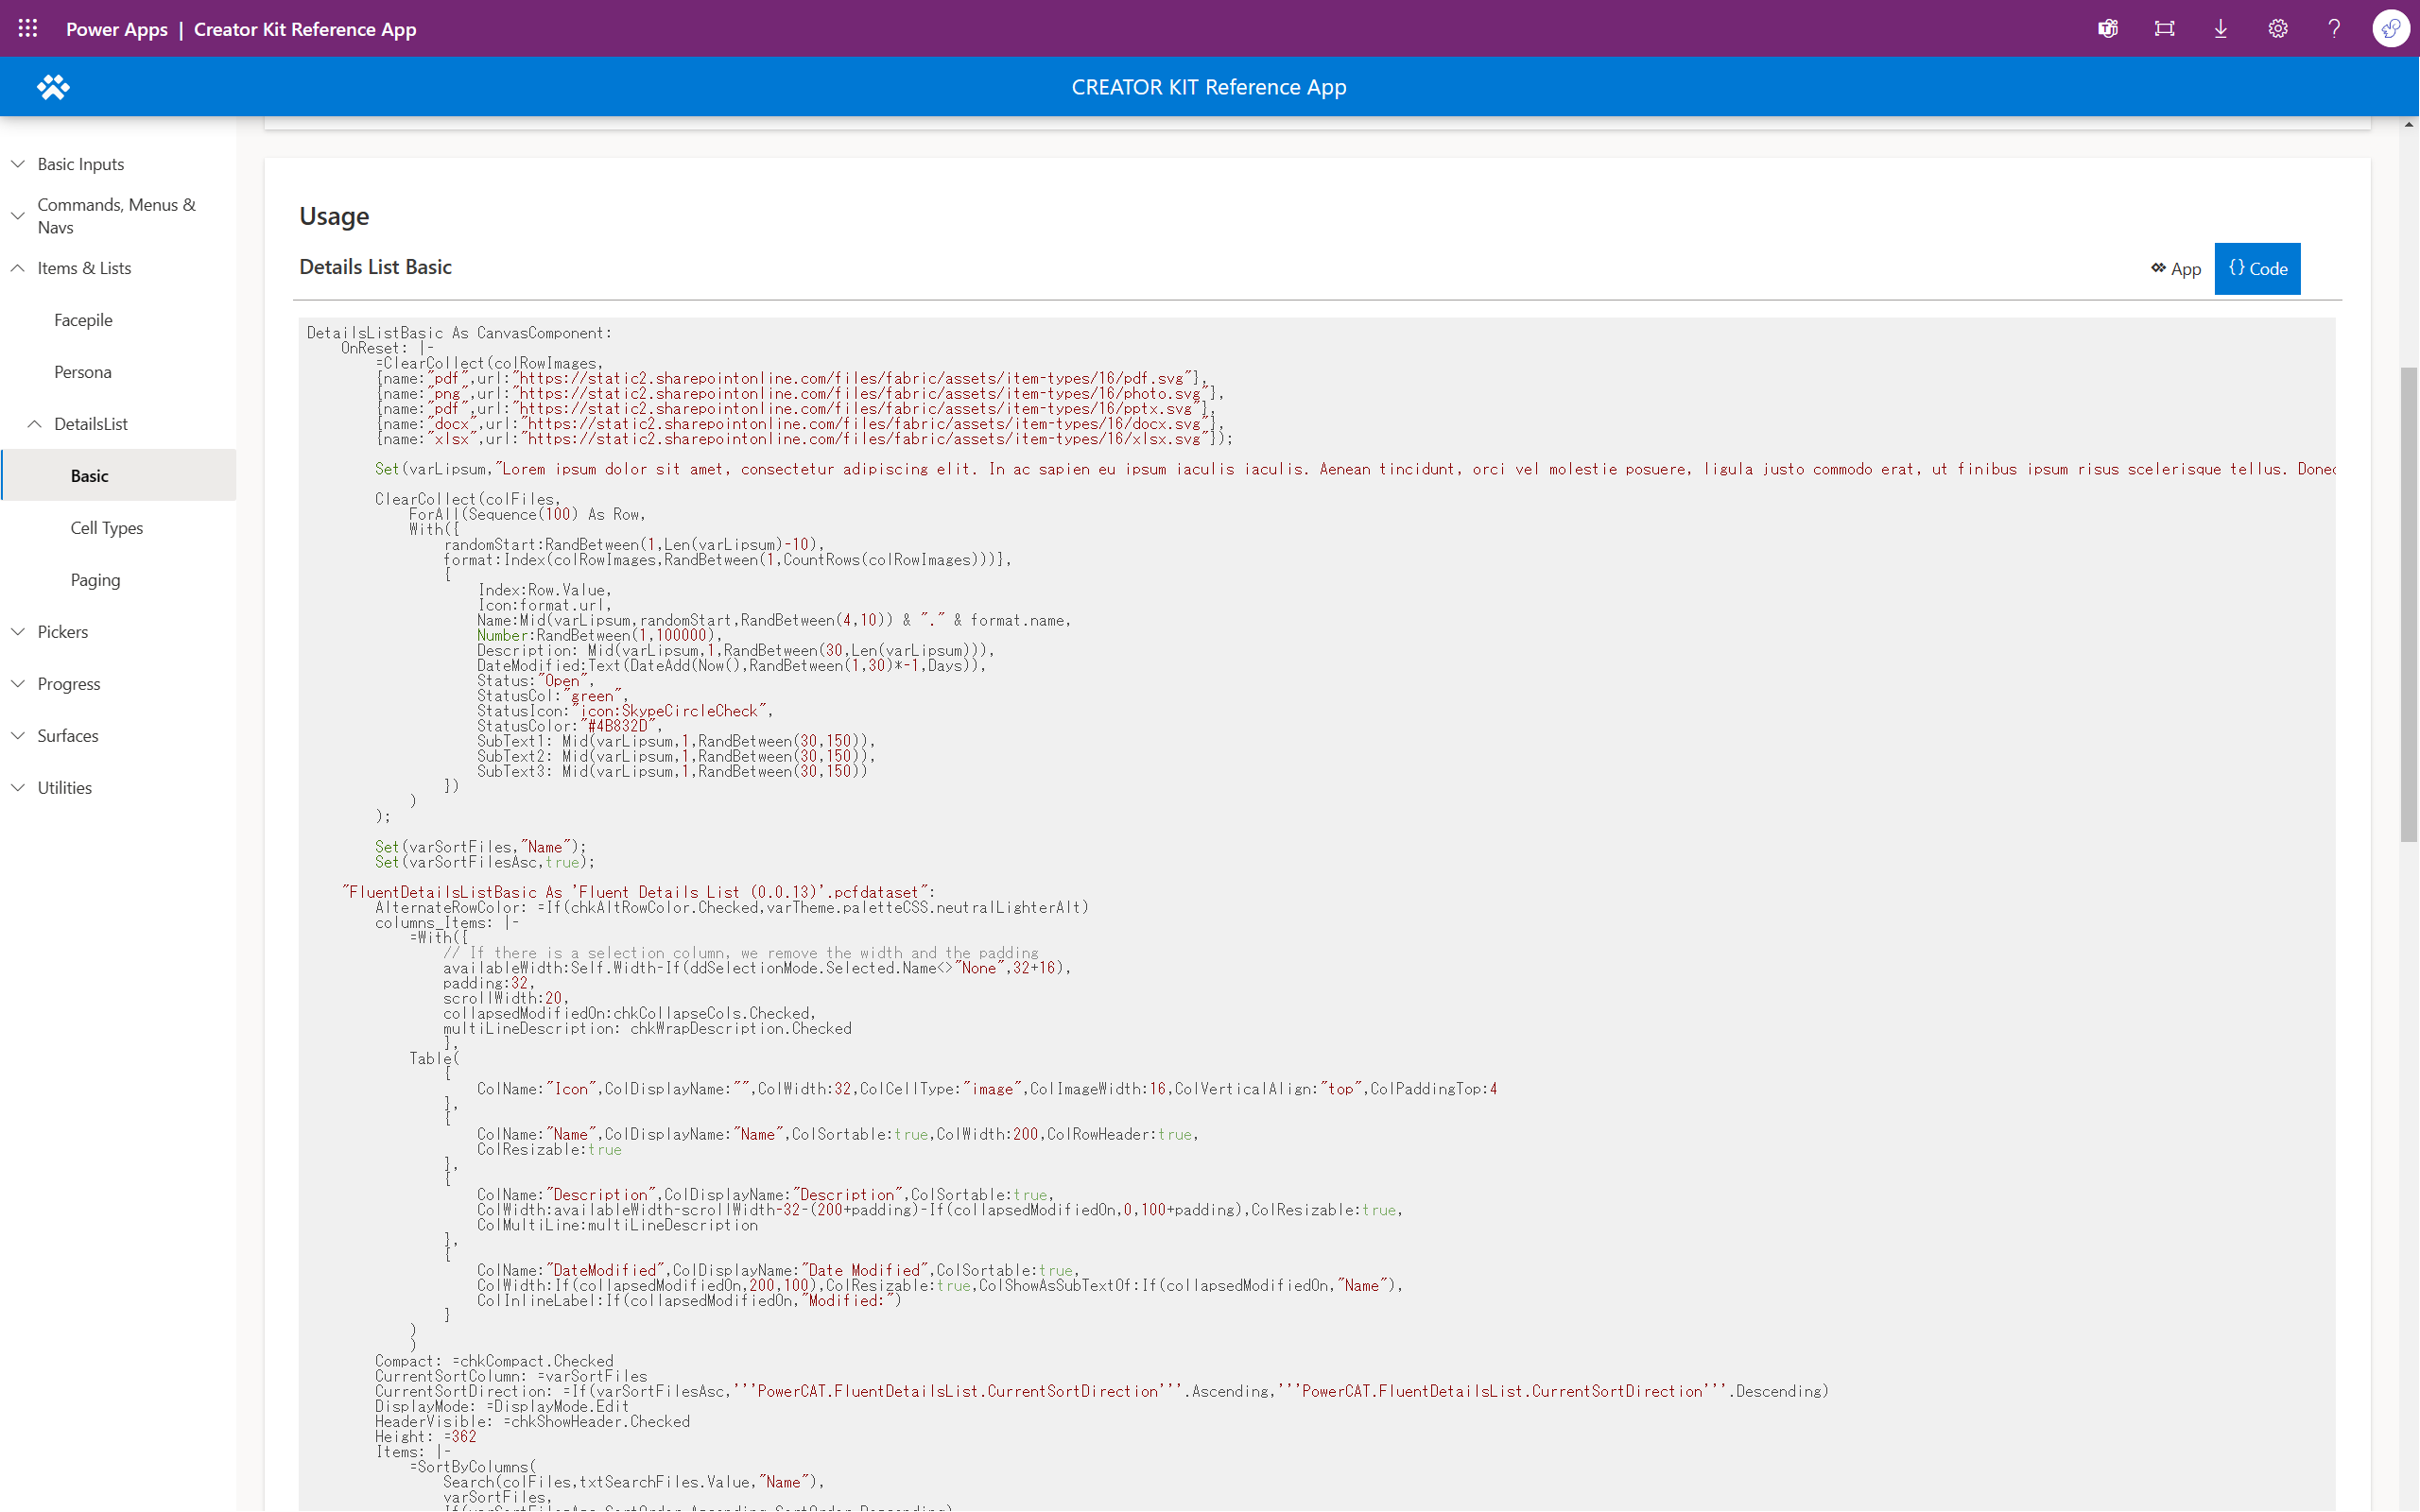 Power Apps | Creator Kit Reference App
CREATOR KIT Reference App
Basic Inputs
Commands, Menus &
Navs
Items & Lists
Facepile
Persona
DetailsList
Basic
Cell Types
Paging
Pickers
Progress
Surfaces
Utilities
Usage
Details List Basic
App
{} Code
DetailsListBasic As CanvasComponent:
OnReset: |-
=ClearCollect(colRowImages,
{name:"pdf",url:"https://static2.sharepointonline.com/files/fabric/assets/item-types/16/pdf.svg"},
{name:"png",url:"https://static2.sharepointonline.com/files/fabric/assets/item-types/16/photo.svg"},
{name:"pdf",url:"https://static2.sharepointonline.com/files/fabric/assets/item-types/16/pptx.svg"},
{name:"docx",url:"https://static2.sharepointonline.com/files/fabric/assets/item-types/16/docx.svg"},
{name:"xlsx",url:"https://static2.sharepointonline.com/files/fabric/assets/item-types/16/xlsx.svg"});
Set(varLipsum,"Lorem ipsum dolor sit amet, consectetur adipiscing elit. In ac sapien eu ipsum iaculis iaculis. Aenean tincidunt, orci vel molestie posuere, ligula justo commodo erat, ut finibus ipsum risus scelerisque tellus. Donec
ClearCollect(colFiles,
ForAll(Sequence(100) As Row,
With({
randomStart:RandBetween(1,Len(varLipsum)-10),
format:Index(colRowImages,RandBetween(1,CountRows(colRowImages)))},
{
Index:Row.Value,
Icon:format.url,
Name:Mid(varLipsum,randomStart,RandBetween(4,10)) & "." & format.name,
Number:RandBetween(1,100000),
Description: Mid(varLipsum,1,RandBetween(30,Len(varLipsum))),
DateModified:Text(DateAdd(Now(),RandBetween(1,30)*-1,Days)),
Status:"Open",
StatusCol:"green",
StatusIcon:"icon:SkypeCircleCheck",
StatusColor:"#4B832D",
SubText1: Mid(varLipsum,1,RandBetween(30,150)),
SubText2: Mid(varLipsum,1,RandBetween(30,150)),
SubText3: Mid(varLipsum,1,RandBetween(30,150))
})
)
);
Set(varSortFiles,"Name");
Set(varSortFilesAsc,true);
"FluentDetailsListBasic As 'Fluent Details List (0.0.13)'.pcfdataset":
AlternateRowColor: =If(chkAltRowColor.Checked,varTheme.paletteCSS.neutralLighterAlt)
columns_Items: |-
=With({
// If there is a selection column, we remove the width and the padding
availableWidth:Self.Width-If(ddSelectionMode.Selected.Name<>"None",32+16),
padding:32,
scrollWidth:20,
collapsedModifiedOn:chkCollapseCols.Checked,
multiLineDescription: chkWrapDescription.Checked
},
Table(
{
ColName:"Icon",ColDisplayName:"",ColWidth:32,ColCellType:"image",ColImageWidth:16,ColVerticalAlign:"top",ColPaddingTop:4
},
{
ColName:"Name",ColDisplayName:"Name",ColSortable:true,ColWidth:200,ColRowHeader:true,
ColResizable:true
},
{
ColName:"Description",ColDisplayName:"Description",ColSortable:true,
ColWidth:availableWidth-scrollWidth-32-(200+padding)-If(collapsedModifiedOn,0,100+padding),ColResizable:true,
ColMultiLine:multiLineDescription
},
{
ColName:"DateModified",ColDisplayName:"Date Modified",ColSortable:true,
ColWidth:If(collapsedModifiedOn,200,100),ColResizable:true,ColShowAsSubTextOf:If(collapsedModifiedOn,"Name"),
ColInlineLabel:If(collapsedModifiedOn,"Modified:")
}
)
)
Compact: =chkCompact.Checked
CurrentSortColumn: =varSortFiles
CurrentSortDirection: =If(varSortFilesAsc,'''PowerCAT.FluentDetailsList.CurrentSortDirection'''.Ascending,'''PowerCAT.FluentDetailsList.CurrentSortDirection'''.Descending)
DisplayMode: =DisplayMode.Edit
HeaderVisible: =chkShowHeader.Checked
Height: =362
Items: |-
=SortByColumns(
Search(colFiles,txtSearchFiles.Value,"Name"),
varSortFiles,